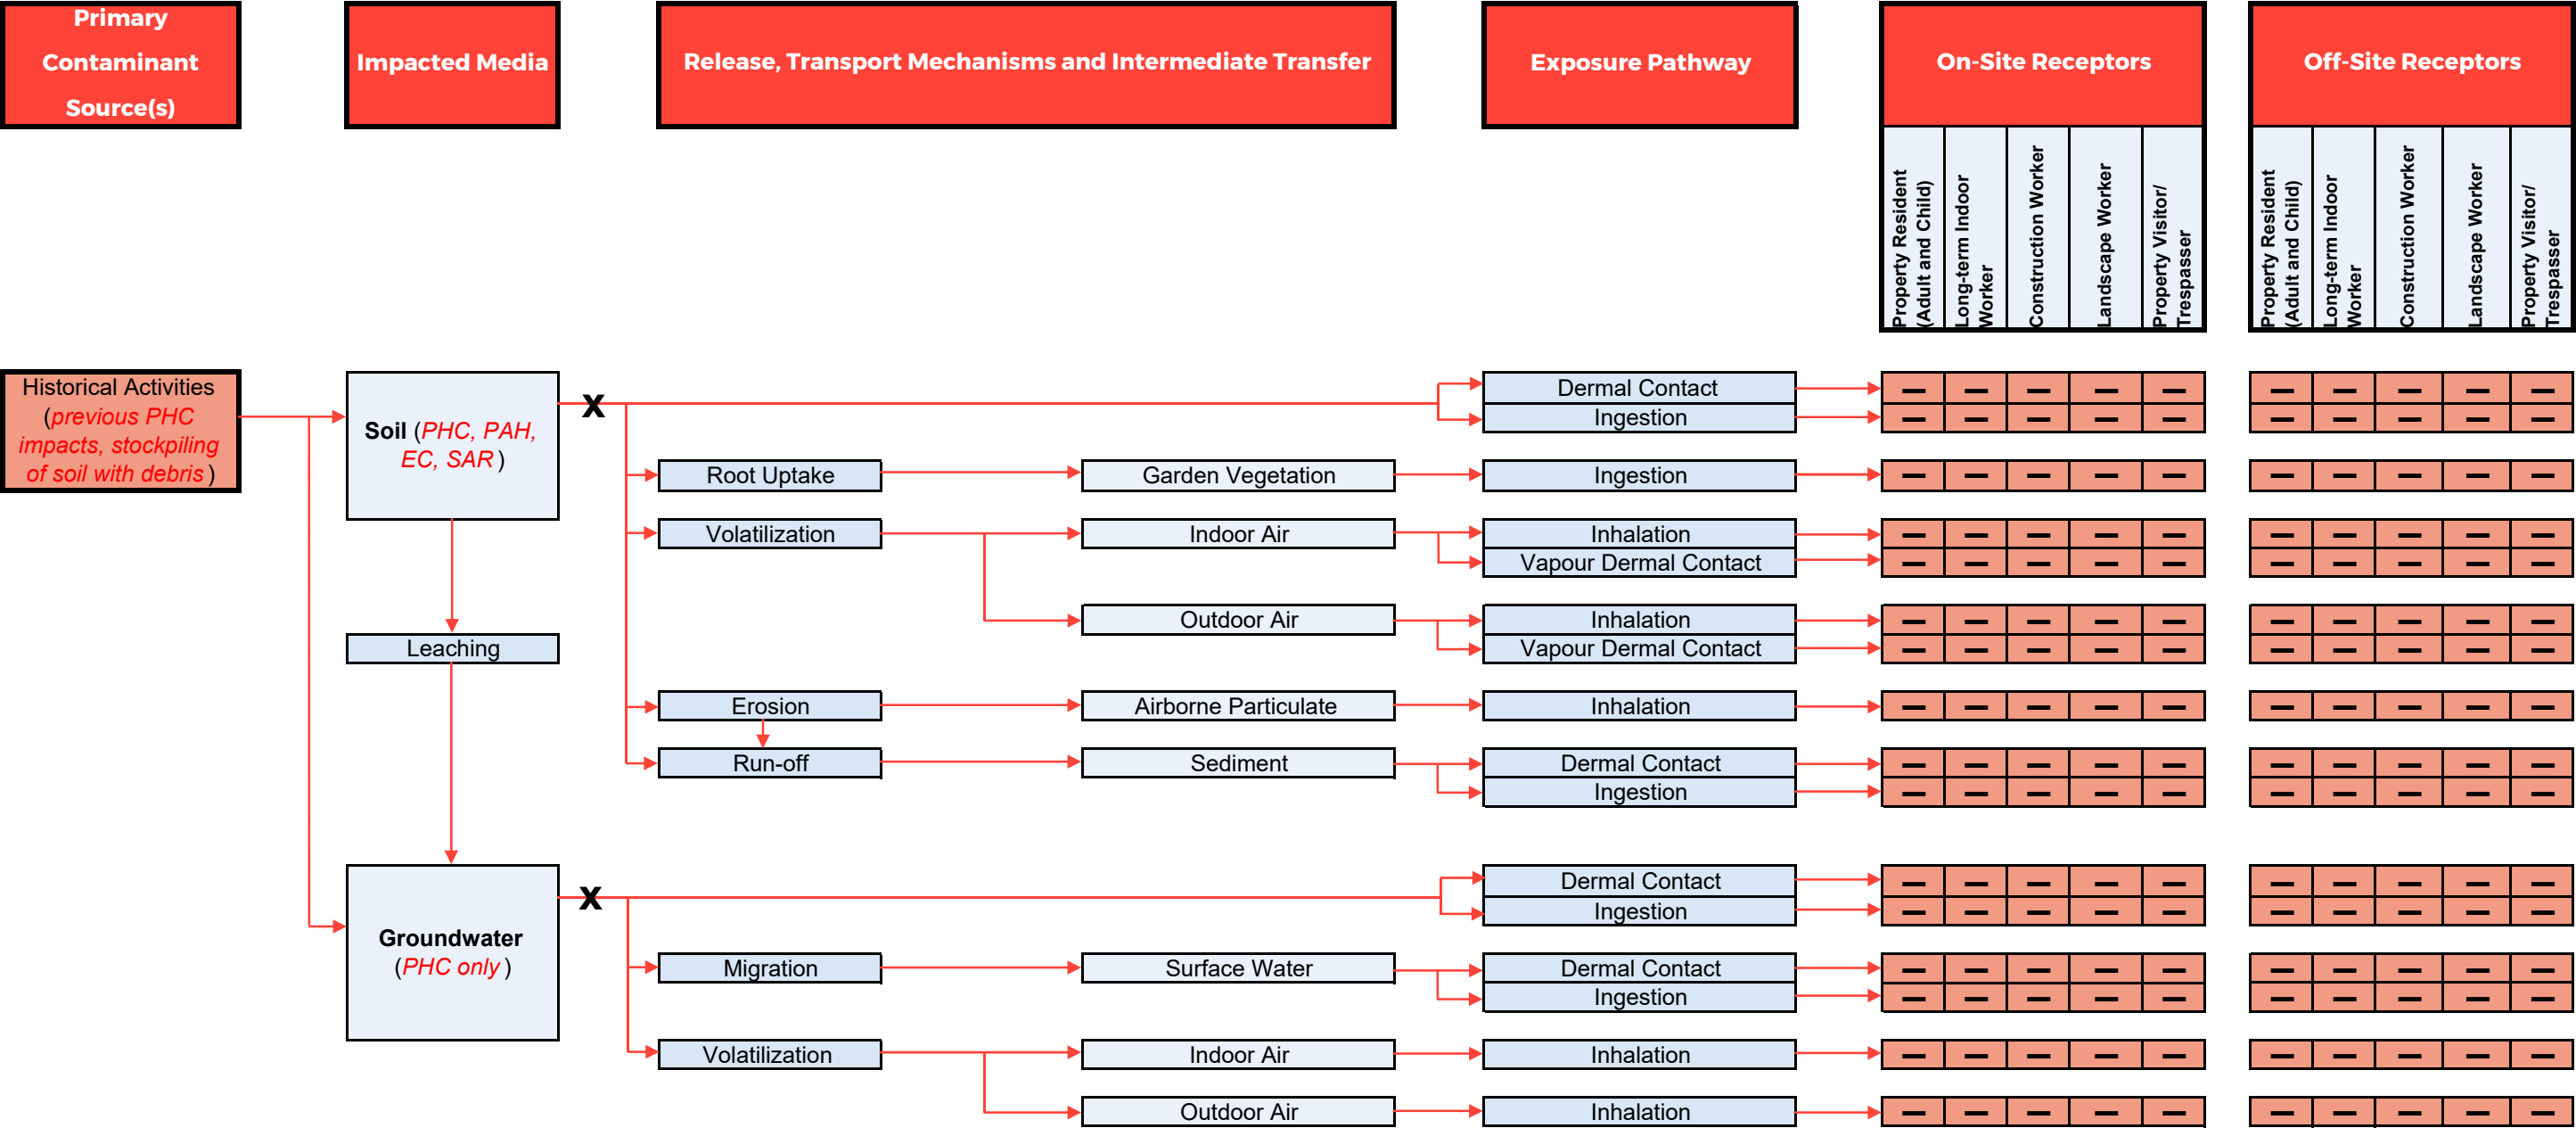 Primary
Contaminant
Source(s)
Impacted Media
Release, Transport Mechanisms and Intermediate Transfer
Exposure Pathway
On-Site Receptors
Off-Site Receptors
Property Resident
(Adult and Child)
Long-term Indoor
Worker
Construction Worker
Landscape Worker
Property Visitor/
Trespasser
Property Resident
(Adult and Child)
Long-term Indoor
Worker
Construction Worker
Landscape Worker
Property Visitor/
Trespasser
Historical Activities
(previous PHC
impacts, stockpiling
of soil with debris)
Soil (PHC, PAH,
EC, SAR)
X
Dermal Contact
— — — — — — — — — —
Ingestion
— — — — — — — — — —
Root Uptake
Garden Vegetation
Ingestion
— — — — — — — — — —
Volatilization
Indoor Air
Inhalation
— — — — — — — — — —
Vapour Dermal Contact
— — — — — — — — — —
Outdoor Air
Inhalation
— — — — — — — — — —
Vapour Dermal Contact
— — — — — — — — — —
Leaching
Erosion
Airborne Particulate
Inhalation
— — — — — — — — — —
Run-off
Sediment
Dermal Contact
— — — — — — — — — —
Ingestion
— — — — — — — — — —
Groundwater
(PHC only)
X
Dermal Contact
— — — — — — — — — —
Ingestion
— — — — — — — — — —
Migration
Surface Water
Dermal Contact
— — — — — — — — — —
Ingestion
— — — — — — — — — —
Volatilization
Indoor Air
Inhalation
— — — — — — — — — —
Outdoor Air
Inhalation
— — — — — — — — — —